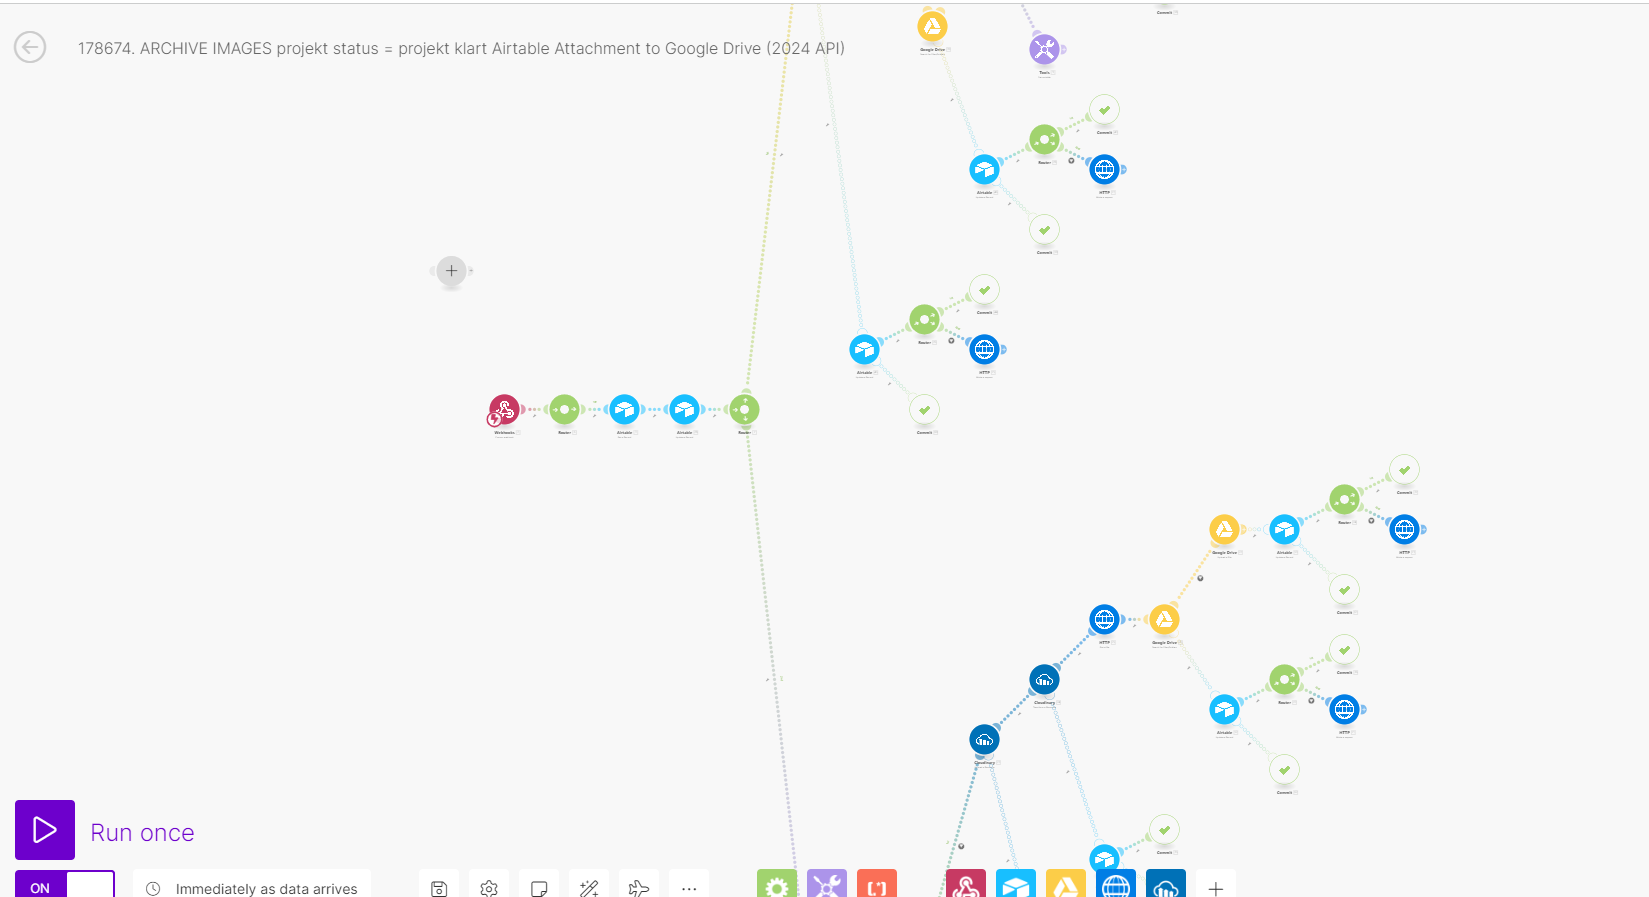 Commit
178674. ARCHIVE IMAGES projekt status = projekt klart Airtable Attachment to Google Drive (2024 API)
Google Drive
Tools
Commit
Router
HTTP
Airtable
Commit
Commit
Router
HTTP
Airtable
Webhooks
Router
Airtable
Airtable
Router
Commit
Commit
Router
Google Drive
Airtable
HTTP
Commit
HTTP
Google Drive
Commit
Cloudinary
Router
Airtable
HTTP
Cloudinary
Commit
Run once
Commit
ON
Immediately as data arrives